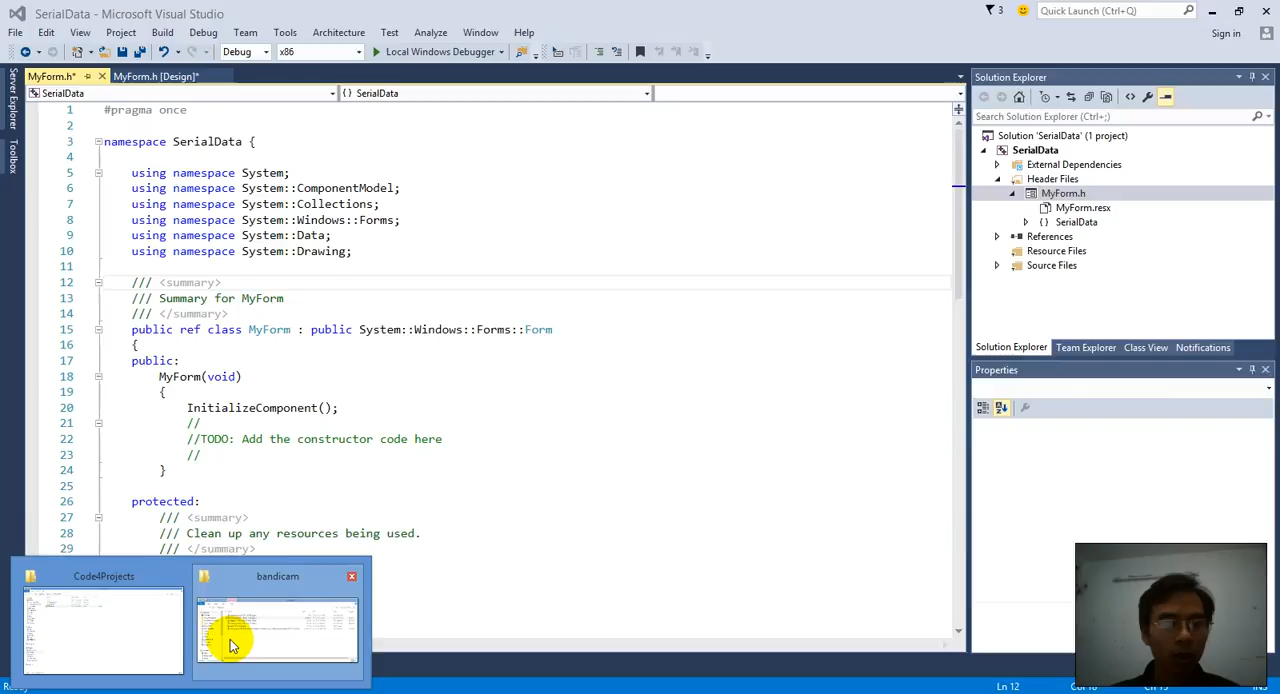 SerialData - Microsoft Visual Studio
3
Quick Launch (Ctrl+Q)
File Edit View Project Build Debug Team Tools Architecture Test Analyze Window Help
Sign in
Debug x86 Local Windows Debugger
Server Explorer
Toolbox
MyForm.h* MyForm.h [Design]*
SerialData {} SerialData
1 #pragma once
2
3 namespace SerialData {
4
5 using namespace System;
6 using namespace System::ComponentModel;
7 using namespace System::Collections;
8 using namespace System::Windows::Forms;
9 using namespace System::Data;
10 using namespace System::Drawing;
11
12 /// <summary>
13 /// Summary for MyForm
14 /// </summary>
15 public ref class MyForm : public System::Windows::Forms::Form
16 {
17 public:
18 MyForm(void)
19 {
20 InitializeComponent();
21 //
22 //TODO: Add the constructor code here
23 //
24 }
25
26 protected:
27 /// <summary>
28 /// Clean up any resources being used.
29 /// </summary>
Code4Projects
bandicam
Ln 12
Solution Explorer
Search Solution Explorer (Ctrl+;)
Solution 'SerialData' (1 project)
SerialData
External Dependencies
Header Files
MyForm.h
MyForm.resx
{} SerialData
References
Resource Files
Source Files
Solution Explorer Team Explorer Class View Notifications
Properties